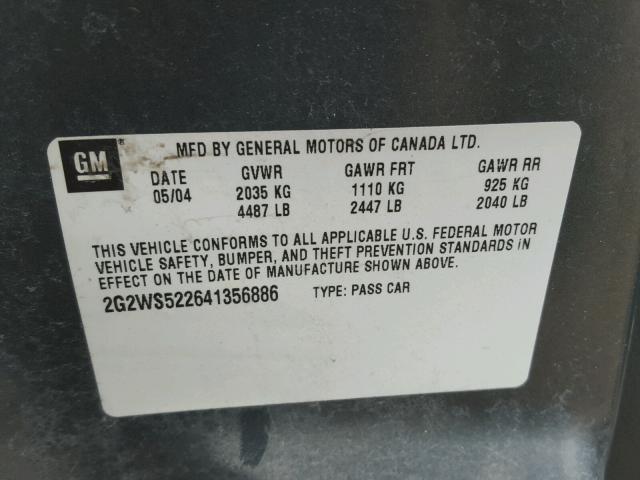 GM
MFD BY GENERAL MOTORS OF CANADA LTD.
DATE GVWR GAWR FRT GAWR RR
05/04 2035 KG 1110 KG 925 KG
4487 LB 2447 LB 2040 LB
THIS VEHICLE CONFORMS TO ALL APPLICABLE U.S. FEDERAL MOTOR
VEHICLE SAFETY, BUMPER, AND THEFT PREVENTION STANDARDS IN
EFFECT ON THE DATE OF MANUFACTURE SHOWN ABOVE.
2G2WS522641356886 TYPE: PASS CAR